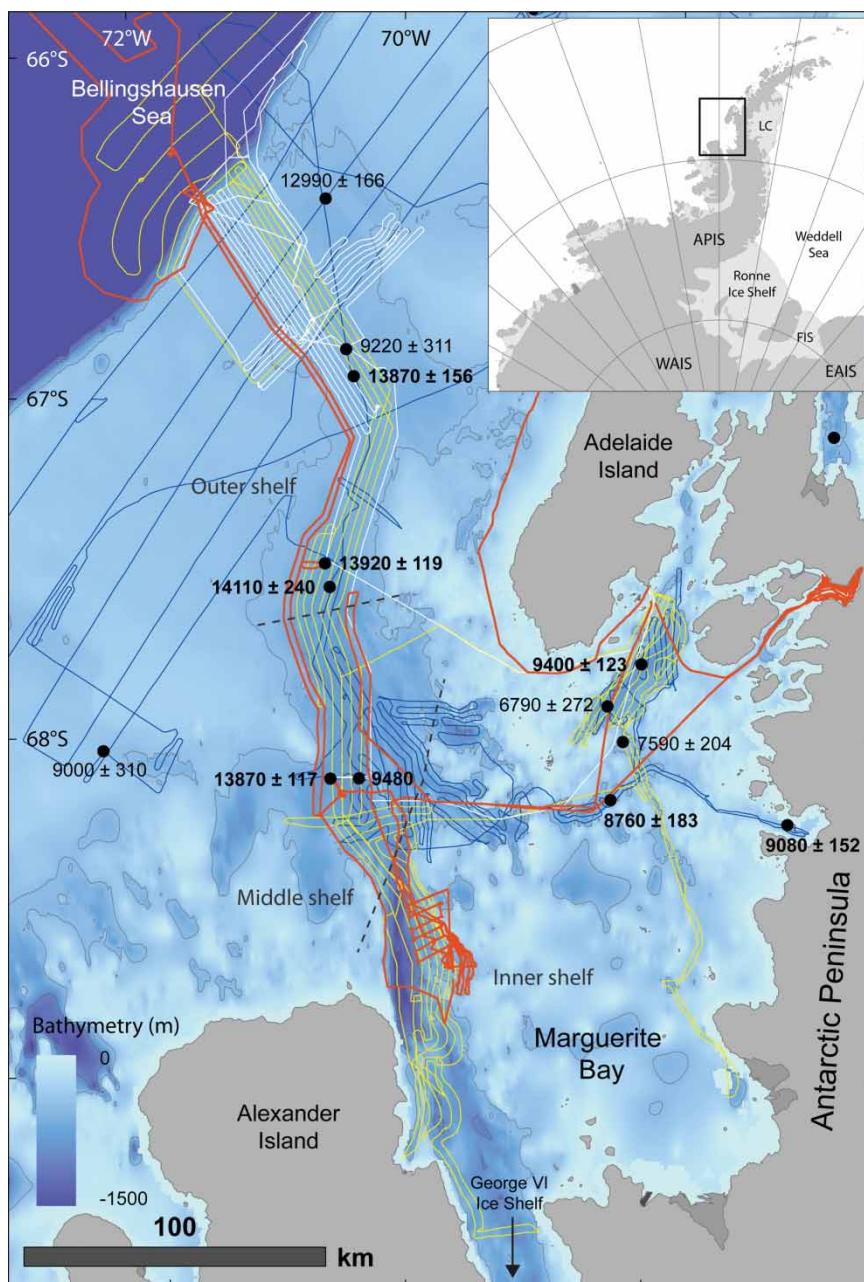 72°W
70°W
66°S
Bellingshausen
Sea
12990 ± 166
9220 ± 311
13870 ± 156
67°S
Adelaide
Island
Outer shelf
13920 ± 119
14110 ± 240
9400 ± 123
6790 ± 272
7590 ± 204
68°S
9000 ± 310
13870 ± 117
9480
8760 ± 183
9080 ± 152
Middle shelf
Inner shelf
Marguerite
Bay
Antarctic Peninsula
Bathymetry (m)
0
-1500
Alexander
Island
George VI
Ice Shelf
100
km
LC
APIS
Weddell
Sea
Ronne
Ice Shelf
FIS
WAIS
EAIS